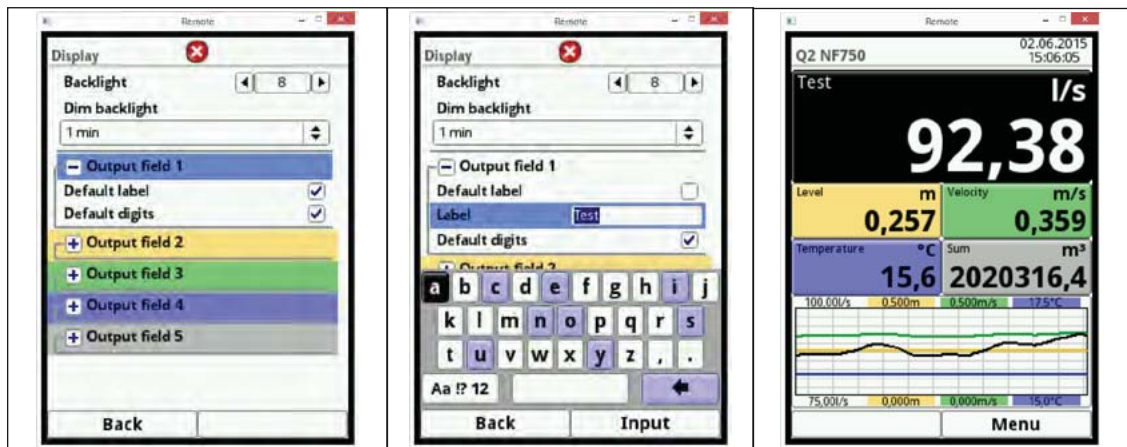 Remote
Display
Backlight 8
Dim backlight
1 min
Output field 1
Default label
Default digits
Output field 2
Output field 3
Output field 4
Output field 5
Back
Remote
Display
Backlight 8
Dim backlight
1 min
Output field 1
Default label
Label Test
Default digits
Output field 2
a b c d e f g h i j
k l m n o p q r s
t u v w x y z , .
Aa !? 12
Back Input
Remote
Q2 NF750 02.06.2015
15:06:05
Test l/s
92,38
Level m Velocity m/s
0,257 0,359
Temperature °C Sum m³
15,6 2020316,4
100,00l/s 0,500m 0,500m/s 17,5°C
75,00l/s 0,000m 0,000m/s 15,0°C
Menu